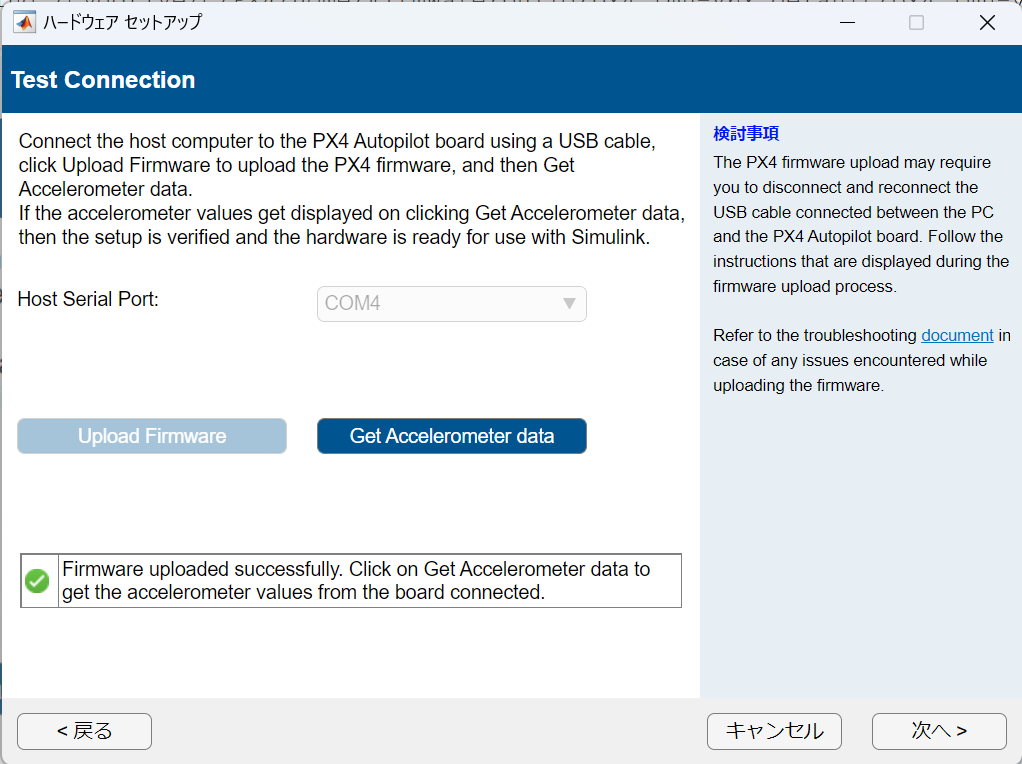 ハードウェア セットアップ
Test Connection
Connect the host computer to the PX4 Autopilot board using a USB cable,
click Upload Firmware to upload the PX4 firmware, and then Get
Accelerometer data.
If the accelerometer values get displayed on clicking Get Accelerometer data,
then the setup is verified and the hardware is ready for use with Simulink.
Host Serial Port:
COM4
Upload Firmware
Get Accelerometer data
Firmware uploaded successfully. Click on Get Accelerometer data to
get the accelerometer values from the board connected.
検討事項
The PX4 firmware upload may require
you to disconnect and reconnect the
USB cable connected between the PC
and the PX4 Autopilot board. Follow the
instructions that are displayed during the
firmware upload process.
Refer to the troubleshooting document in
case of any issues encountered while
uploading the firmware.
< 戻る
キャンセル
次へ >